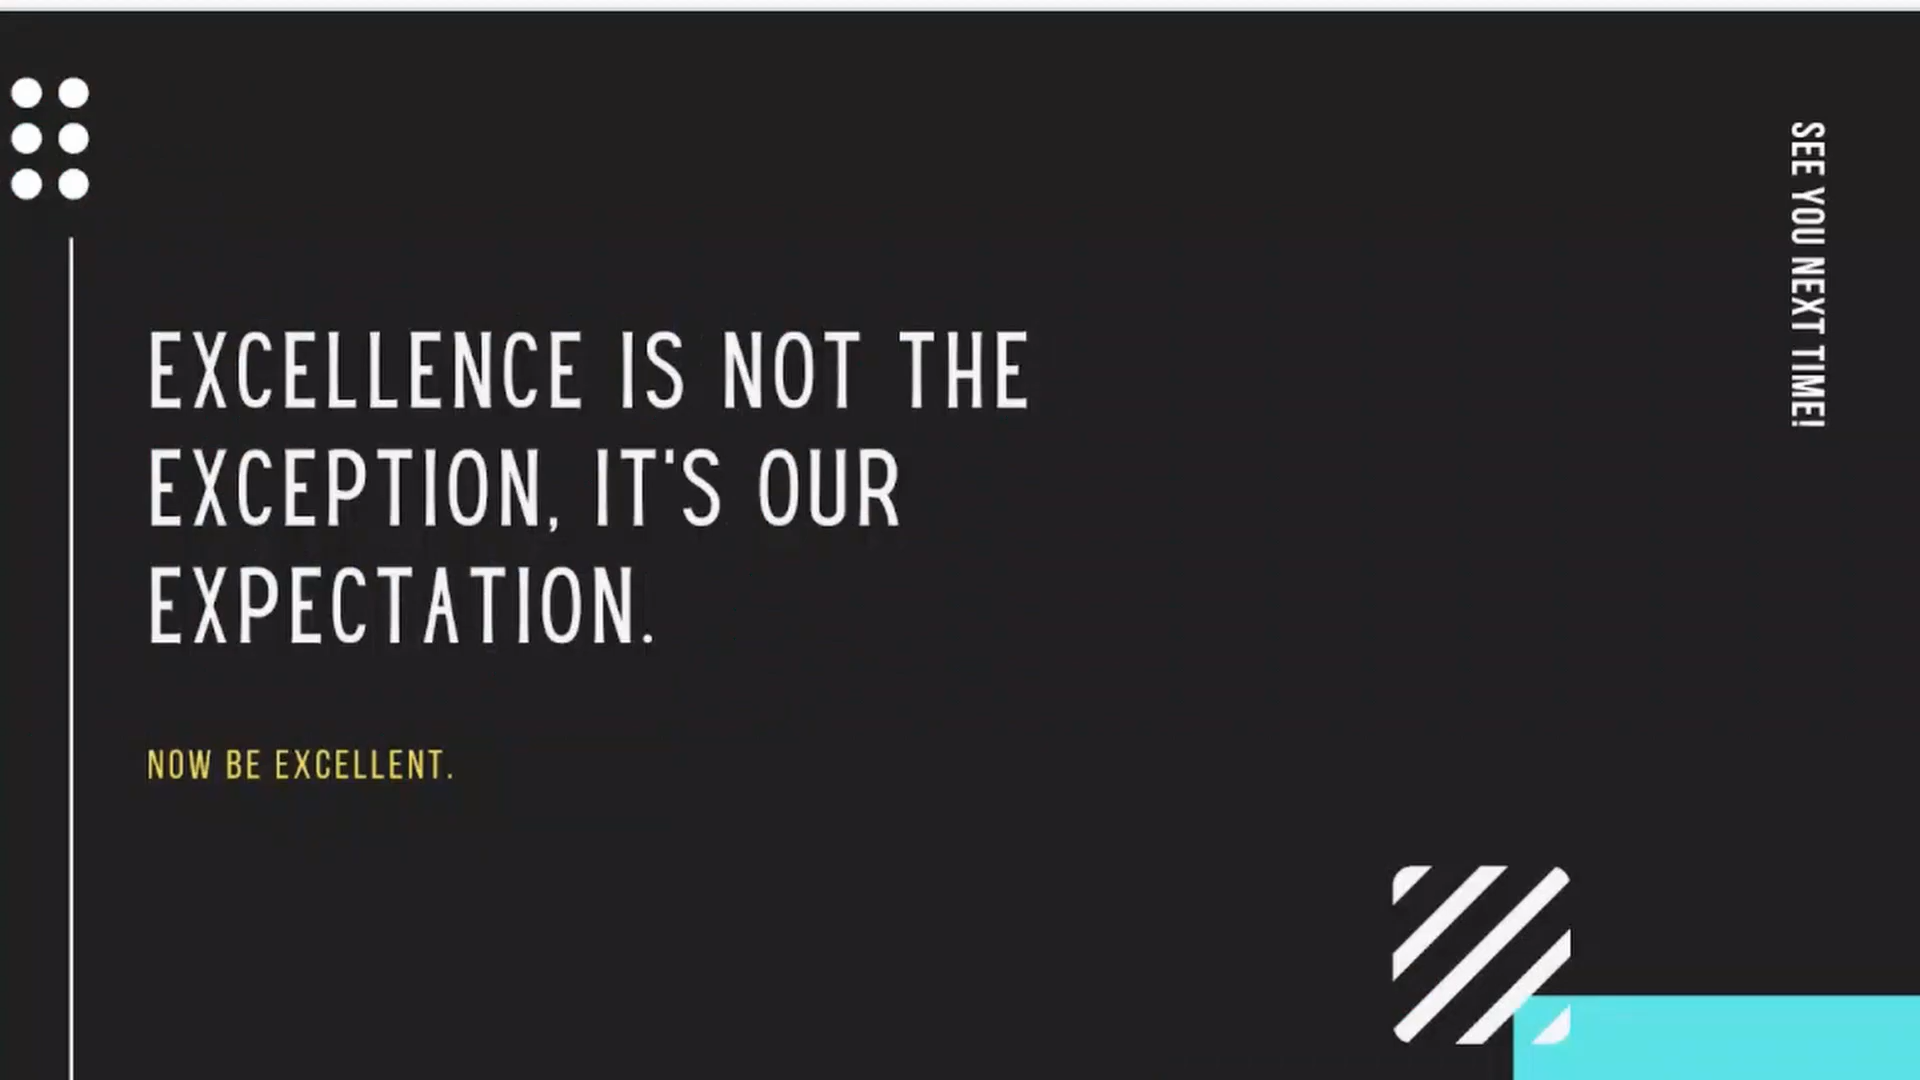 EXCELLENCE IS NOT THE
EXCEPTION, IT'S OUR
EXPECTATION.
NOW BE EXCELLENT.
SEE YOU NEXT TIME!